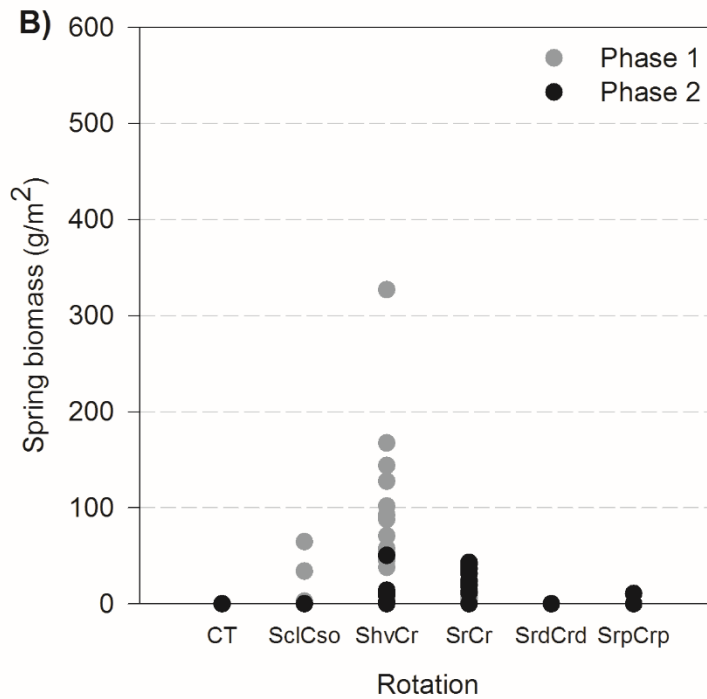 B)
600
500
400
300
200
100
0
Spring biomass (g/m²)
Phase 1
Phase 2
CT SclCso ShvCr SrCr SrdCrd SrpCrp
Rotation